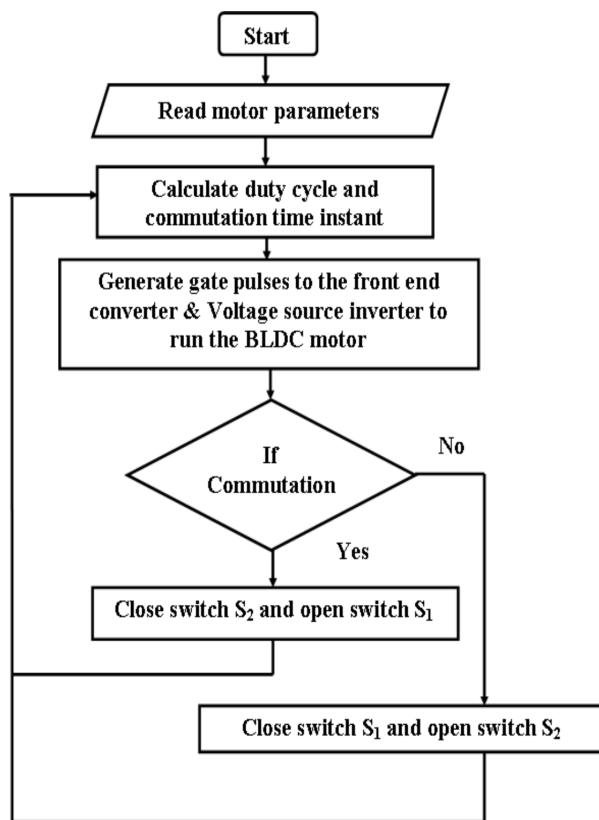 Start
Read motor parameters
Calculate duty cycle and
commutation time instant
Generate gate pulses to the front end
converter & Voltage source inverter to
run the BLDC motor
If
Commutation
No
Yes
Close switch S₂ and open switch S₁
Close switch S₁ and open switch S₂